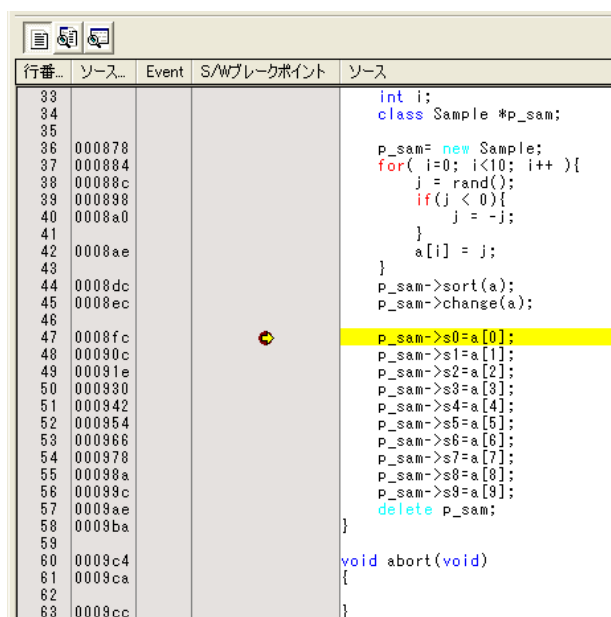 行番... ソース... Event S/Wブレークポイント ソース
33 int i;
34 class Sample *p_sam;
35
36 000878 p_sam= new Sample;
37 000884 for( i=0; i<10; i++ ){
38 00088c j = rand();
39 000898 if(j < 0){
40 0008a0 j = -j;
41 }
42 0008ae a[i] = j;
43 }
44 0008dc p_sam->sort(a);
45 0008ec p_sam->change(a);
46
47 0008fc p_sam->s0=a[0];
48 00090c p_sam->s1=a[1];
49 00091e p_sam->s2=a[2];
50 000930 p_sam->s3=a[3];
51 000942 p_sam->s4=a[4];
52 000954 p_sam->s5=a[5];
53 000966 p_sam->s6=a[6];
54 000978 p_sam->s7=a[7];
55 00098a p_sam->s8=a[8];
56 00099c p_sam->s9=a[9];
57 0009ae delete p_sam;
58 0009ba }
59
60 0009c4 void abort(void)
61 0009ca {
62
63 0009cc }